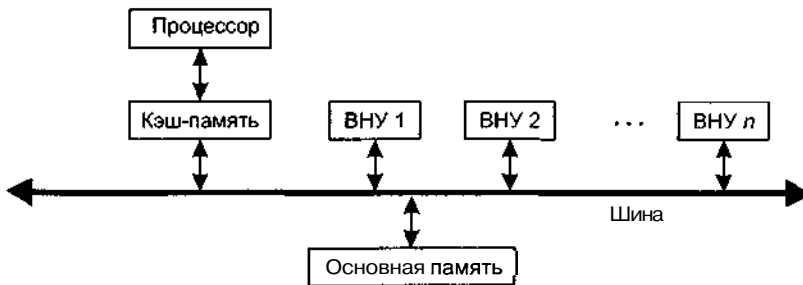 Процессор
Кэш-память
ВНУ 1
ВНУ 2
...
ВНУ n
Шина
Основная память